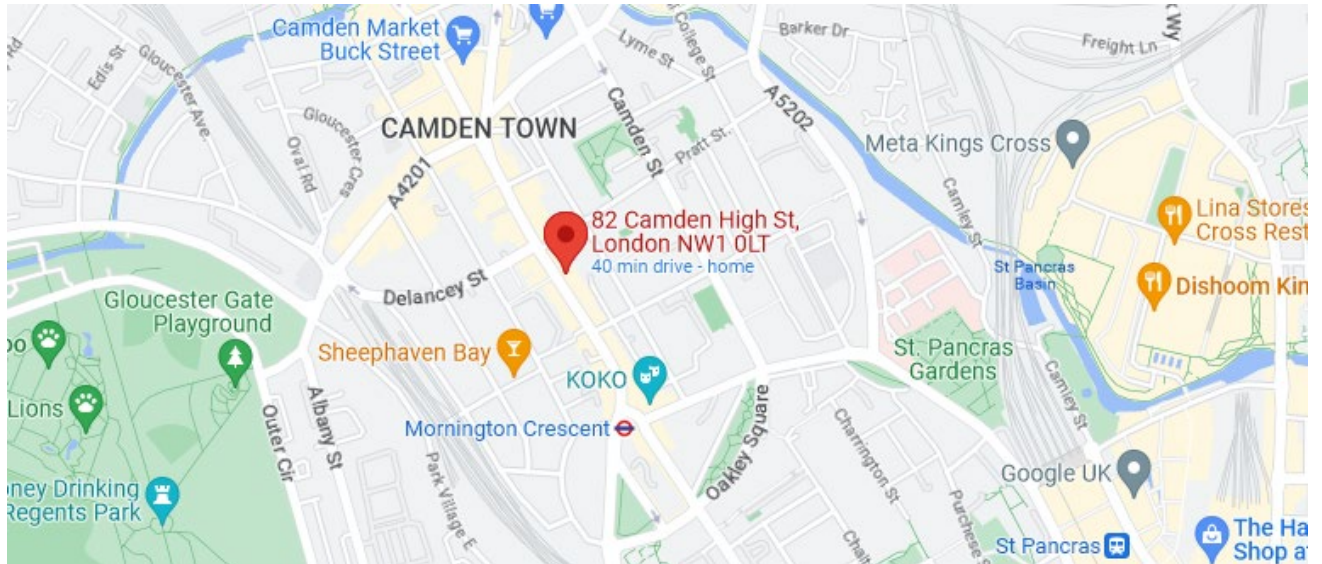 Camden Market
Buck Street
Barker Dr
Freight Ln
Edis St
Gloucester Ave
Lyme St
College St
A5202
CAMDEN TOWN
Gloucester Cres
Oval Rd
A4201
Camden St
Pratt St.
Meta Kings Cross
Camley St
Lina Stores
Cross Rest
82 Camden High St,
London NW1 0LT
40 min drive - home
St Pancras
Basin
Dishoom Kin
Delancey St
Gloucester Gate
Playground
Sheephaven Bay
KOKO
St. Pancras
Gardens
Camley St
Lions
Outer Cir
Albany St
Mornington Crescent
Park Village E
Oakley Square
Charrington St
Purchese S
Google UK
oney Drinking
Regents Park
St Pancras
The Ha
Shop a